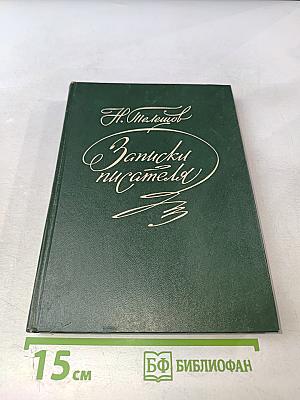 Н. Телешов
Записки
писателя
15 см
БФ БИБЛИОФАН